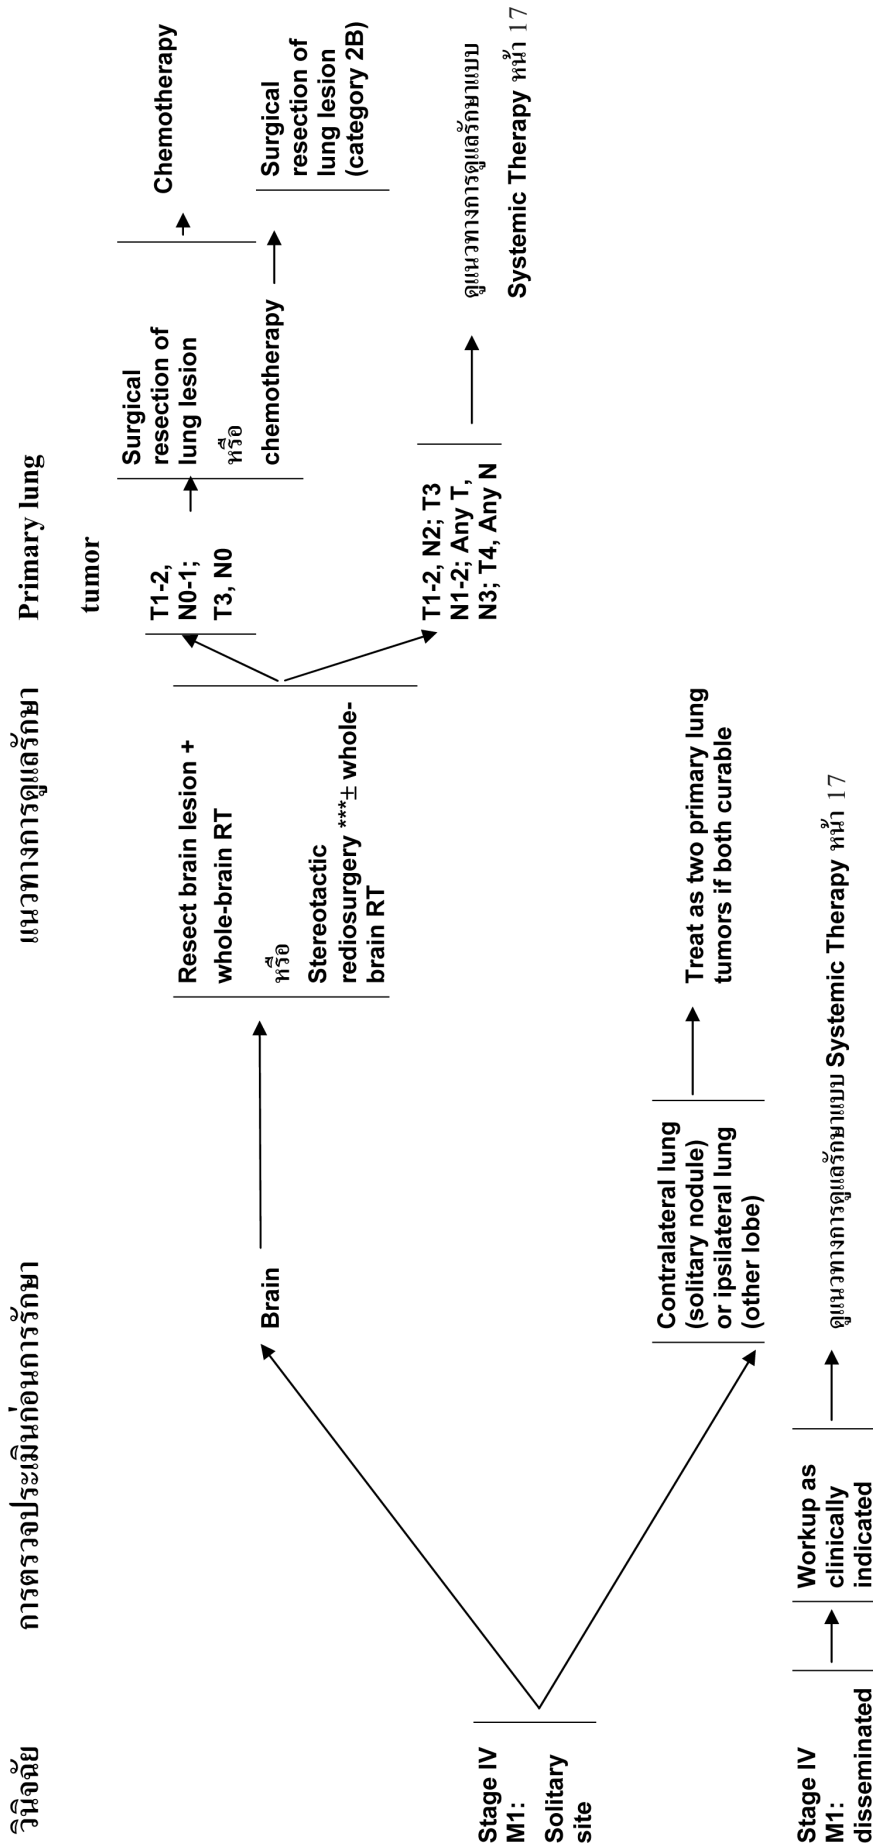 วินิจฉัย
การตรวจประเมินก่อนการรักษา
แนวทางการดูแลรักษา
Primary lung
tumor
Stage IV
M1:
Solitary
site
Brain
Resect brain lesion +
whole-brain RT
หรือ
Stereotactic
rediosurgery ***± whole-
brain RT
T1-2,
N0-1;
T3, N0
Surgical
resection of
lung lesion
หรือ
chemotherapy
Chemotherapy
Surgical
resection of
lung lesion
(category 2B)
T1-2, N2; T3
N1-2; Any T,
N3; T4, Any N
ดูแนวทางการดูแลรักษาแบบ
Systemic Therapy หน้า 17
Contralateral lung
(solitary nodule)
or ipsilateral lung
(other lobe)
Treat as two primary lung
tumors if both curable
Stage IV
M1:
disseminated
Workup as
clinically
indicated
ดูแนวทางการดูแลรักษาแบบ Systemic Therapy หน้า 17